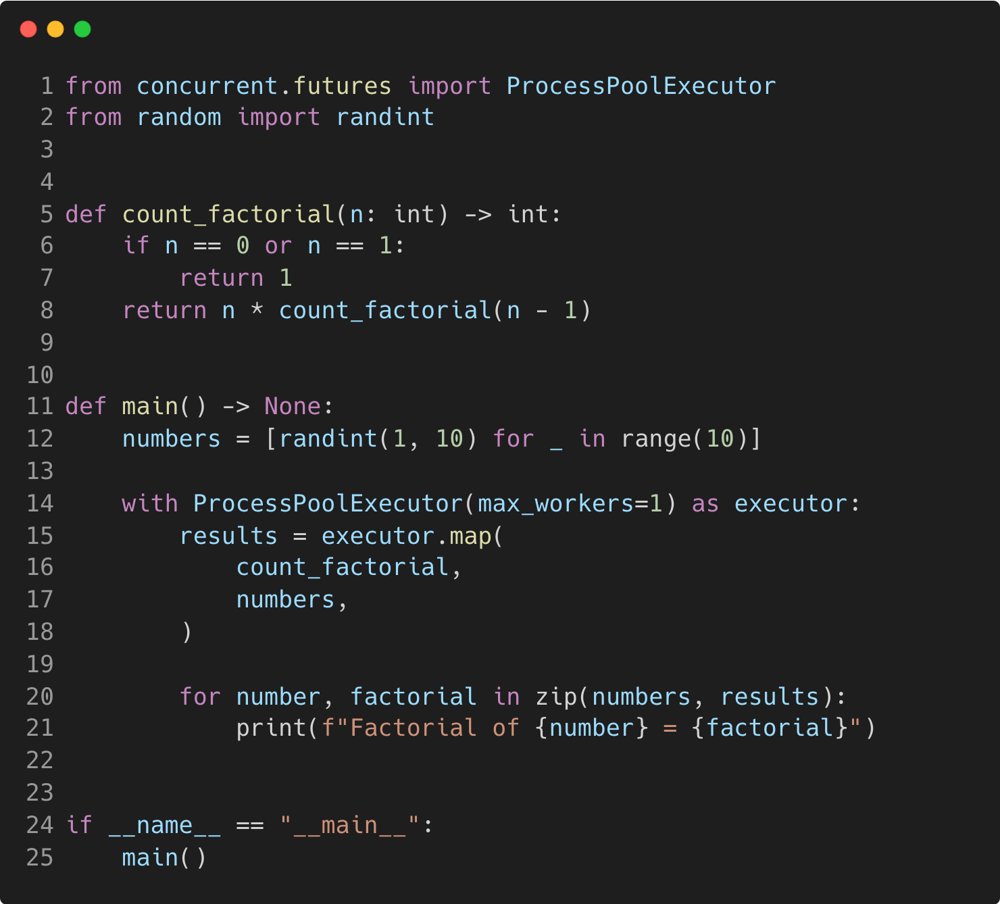 1 from concurrent.futures import ProcessPoolExecutor
2 from random import randint
3
4
5 def count_factorial(n: int) -> int:
6     if n == 0 or n == 1:
7         return 1
8     return n * count_factorial(n - 1)
9
10
11 def main() -> None:
12     numbers = [randint(1, 10) for _ in range(10)]
13
14     with ProcessPoolExecutor(max_workers=1) as executor:
15         results = executor.map(
16             count_factorial,
17             numbers,
18         )
19
20         for number, factorial in zip(numbers, results):
21             print(f"Factorial of {number} = {factorial}")
22
23
24 if __name__ == "__main__":
25     main()